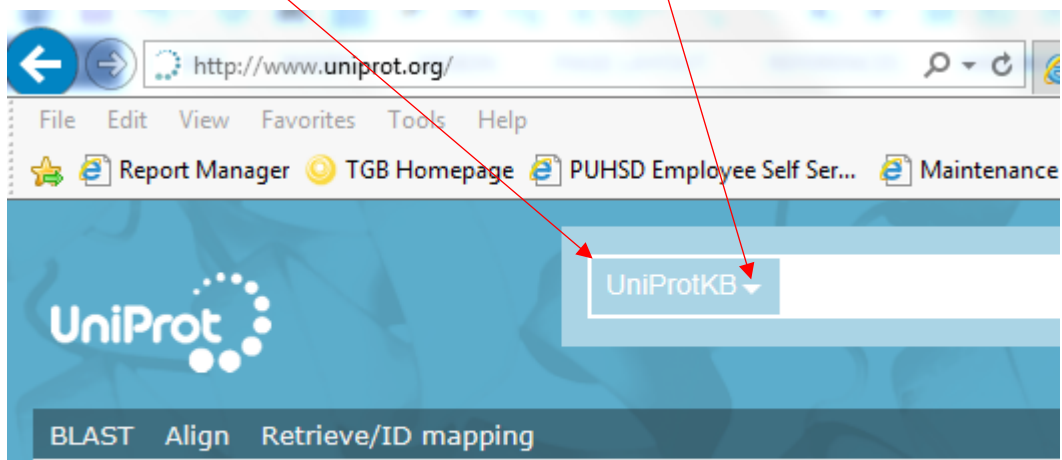 http://www.uniprot.org/
File Edit View Favorites Tools Help
Report Manager TGB Homepage PUHSD Employee Self Ser... Maintenance
UniProtKB
UniProt
BLAST Align Retrieve/ID mapping